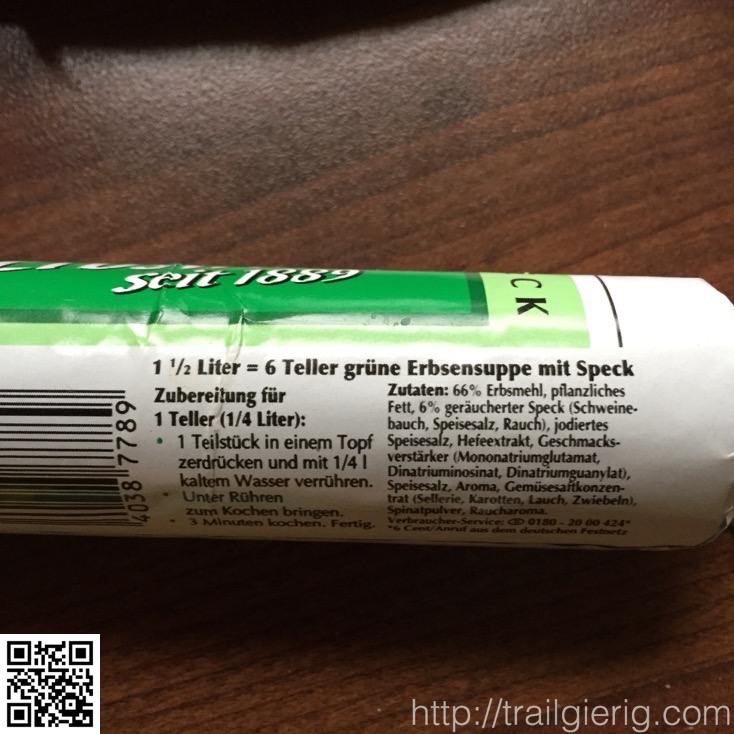 seit 1889
CK
1 ½ Liter = 6 Teller grüne Erbsensuppe mit Speck
Zubereitung für
1 Teller (1/4 Liter):
• 1 Teilstück in einem Topf
zerdrücken und mit 1/4 l
kaltem Wasser verrühren.
• Unter Rühren
zum Kochen bringen.
• 3 Minuten kochen. Fertig.
Zutaten: 66% Erbsmehl, pflanzliches
Fett, 6% geräucherter Speck (Schweine-
bauch, Speisesalz, Rauch), jodiertes
Speisesalz, Hefeextrakt, Geschmacks-
verstärker (Mononatriumglutamat,
Dinatriuminosinat, Dinatriumguanylat),
Speisesalz, Aroma, Gemüsesaftkonzen-
trat (Sellerie, Karotten, Lauch, Zwiebeln),
Spinatpulver, Raucharoma.
Verbraucher-Service: 0180 - 20 00 424*
*6 Cent/Anruf aus dem deutschen Festnetz
4038 7789
http://trailgierig.com